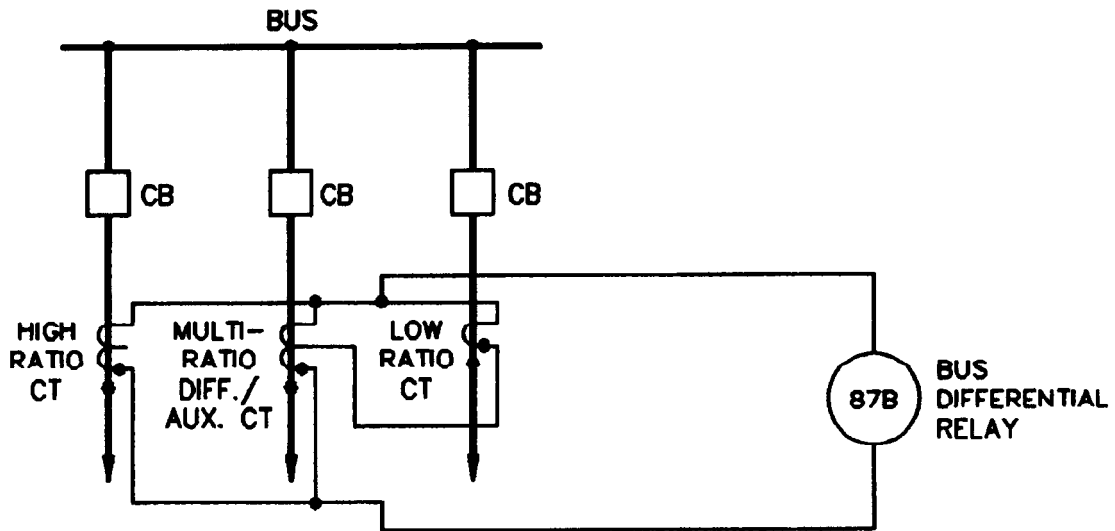 BUS
CB
CB
CB
HIGH
RATIO
CT
MULTI-
RATIO
DIFF./
AUX. CT
LOW
RATIO
CT
87B
BUS
DIFFERENTIAL
RELAY